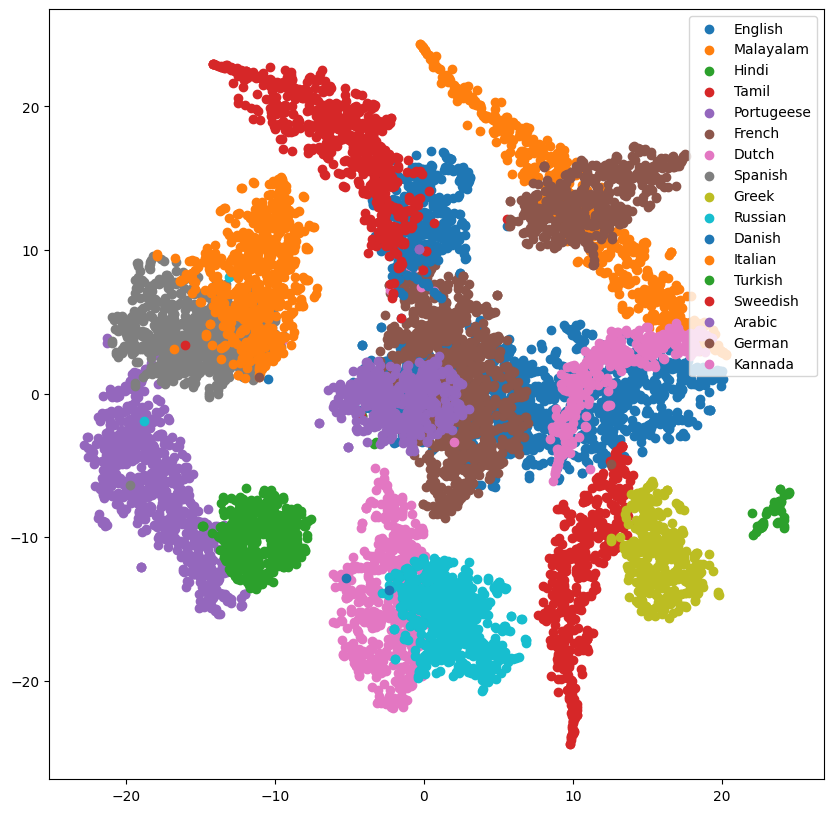 English
Malayalam
Hindi
Tamil
Portugeese
French
Dutch
Spanish
Greek
Russian
Danish
Italian
Turkish
Sweedish
Arabic
German
Kannada
20
10
0
−10
−20
−20 −10 0 10 20